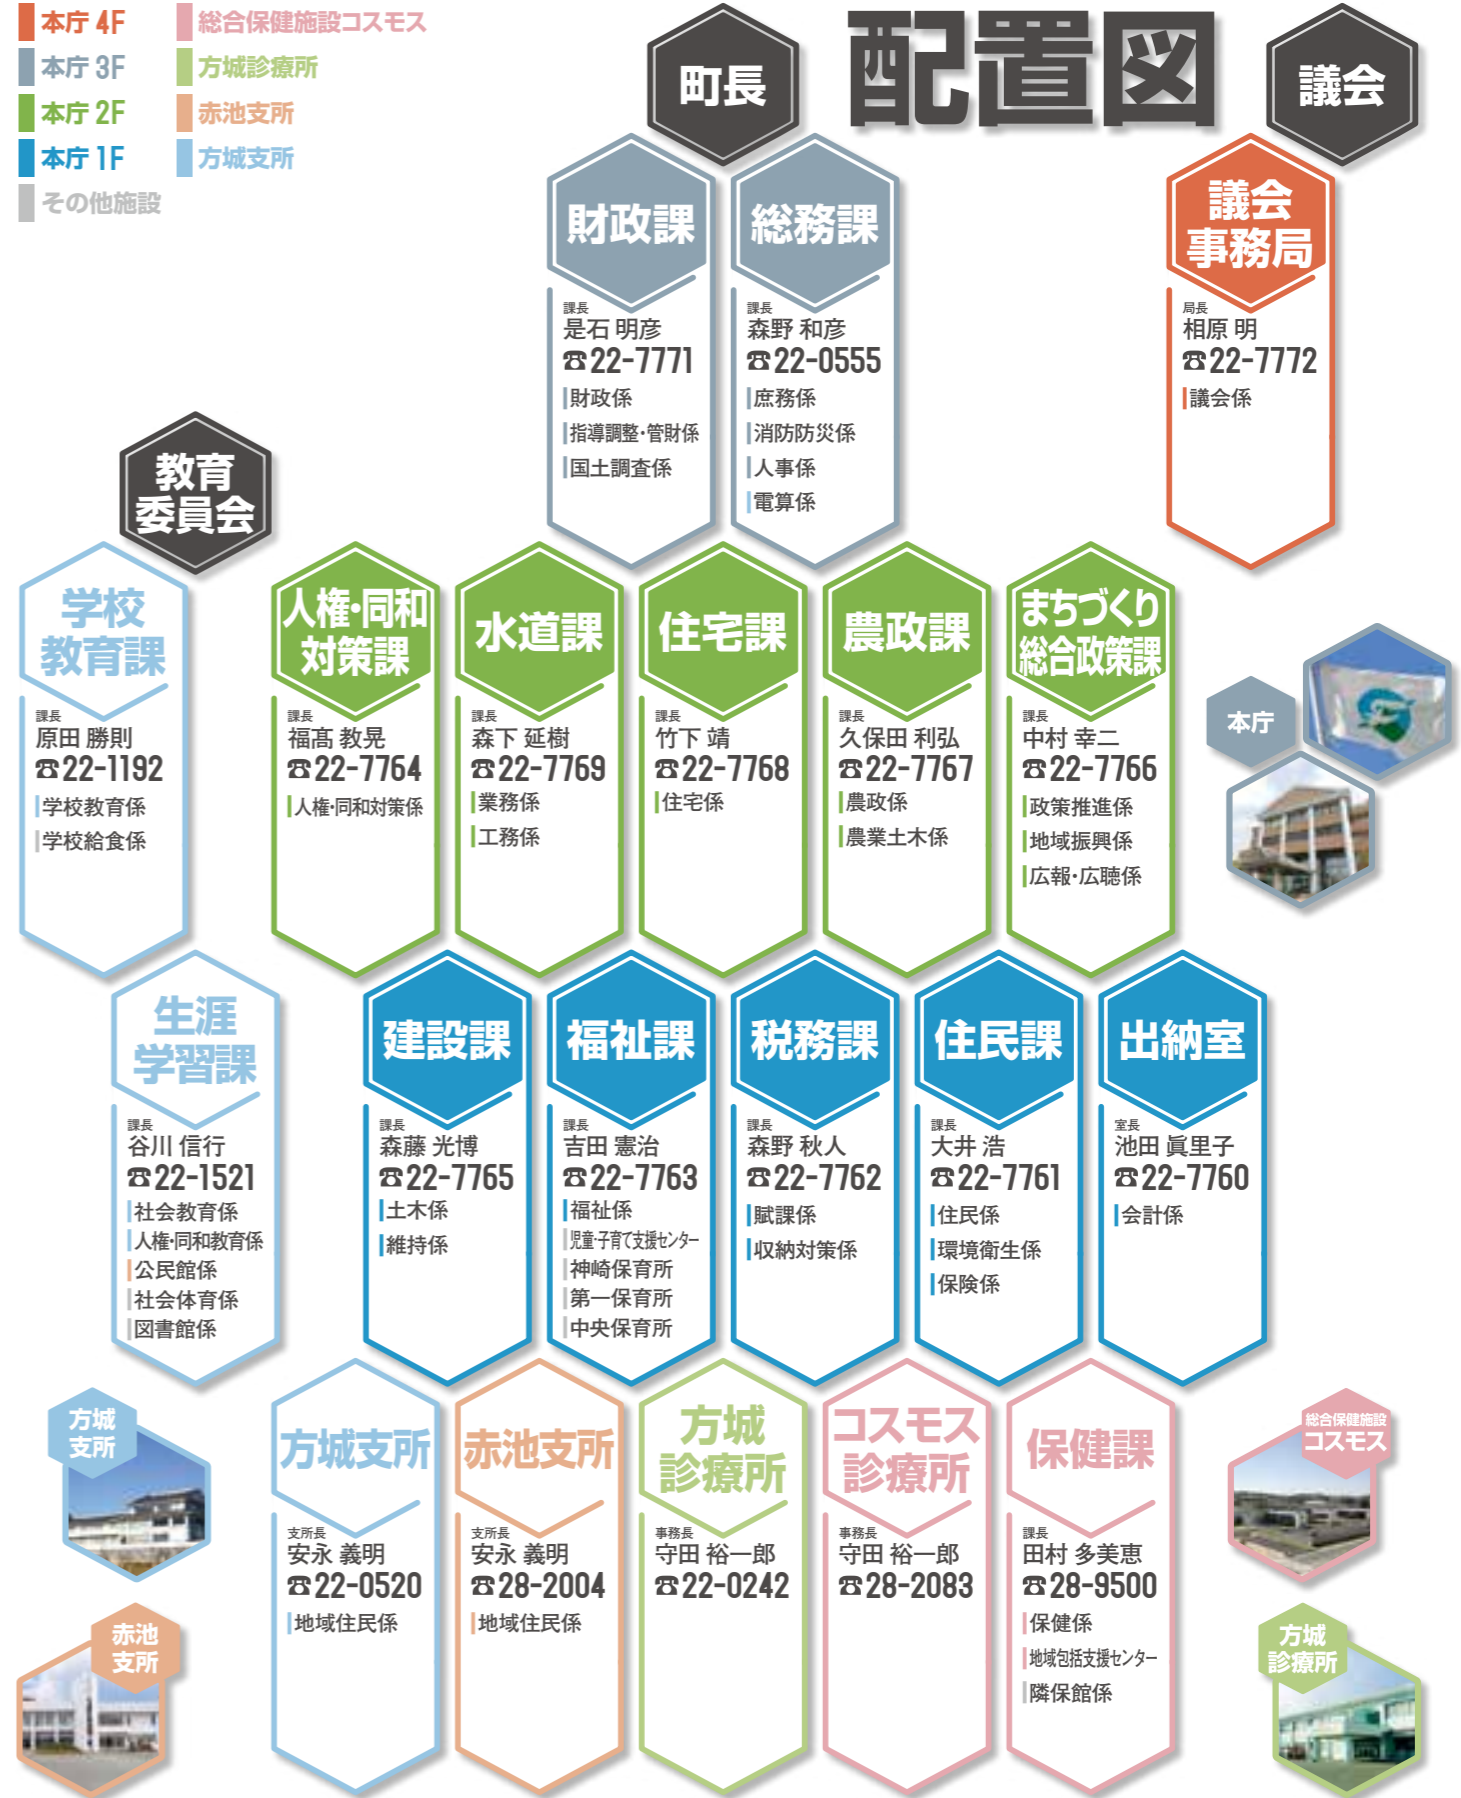 本庁 4F
本庁 3F
本庁 2F
本庁 1F
その他施設
総合保健施設コスモス
方城診療所
赤池支所
方城支所
町長
配置図
議会
財政課
課長
是石 明彦
☎22-7771
財政係
指導調整・管財係
国土調査係
総務課
課長
森野 和彦
☎22-0555
庶務係
消防防災係
人事係
電算係
議会
事務局
局長
相原 明
☎22-7772
議会係
教育
委員会
学校
教育課
課長
原田 勝則
☎22-1192
学校教育係
学校給食係
人権・同和
対策課
課長
福髙 教晃
☎22-7764
人権・同和対策係
水道課
課長
森下 延樹
☎22-7769
業務係
工務係
住宅課
課長
竹下 靖
☎22-7768
住宅係
農政課
課長
久保田 利弘
☎22-7767
農政係
農業土木係
まちづくり
総合政策課
課長
中村 幸二
☎22-7766
政策推進係
地域振興係
広報・広聴係
本庁
生涯
学習課
課長
谷川 信行
☎22-1521
社会教育係
人権・同和教育係
公民館係
社会体育係
図書館係
建設課
課長
森藤 光博
☎22-7765
土木係
維持係
福祉課
課長
吉田 憲治
☎22-7763
福祉係
児童・子育て支援センター
神崎保育所
第一保育所
中央保育所
税務課
課長
森野 秋人
☎22-7762
賦課係
収納対策係
住民課
課長
大井 浩
☎22-7761
住民係
環境衛生係
保険係
出納室
室長
池田 眞里子
☎22-7760
会計係
方城
支所
赤池
支所
方城支所
支所長
安永 義明
☎22-0520
地域住民係
赤池支所
支所長
安永 義明
☎28-2004
地域住民係
方城
診療所
事務長
守田 裕一郎
☎22-0242
コスモス
診療所
事務長
守田 裕一郎
☎28-2083
保健課
課長
田村 多美恵
☎28-9500
保健係
地域包括支援センター
隣保館係
総合保健施設
コスモス
方城
診療所